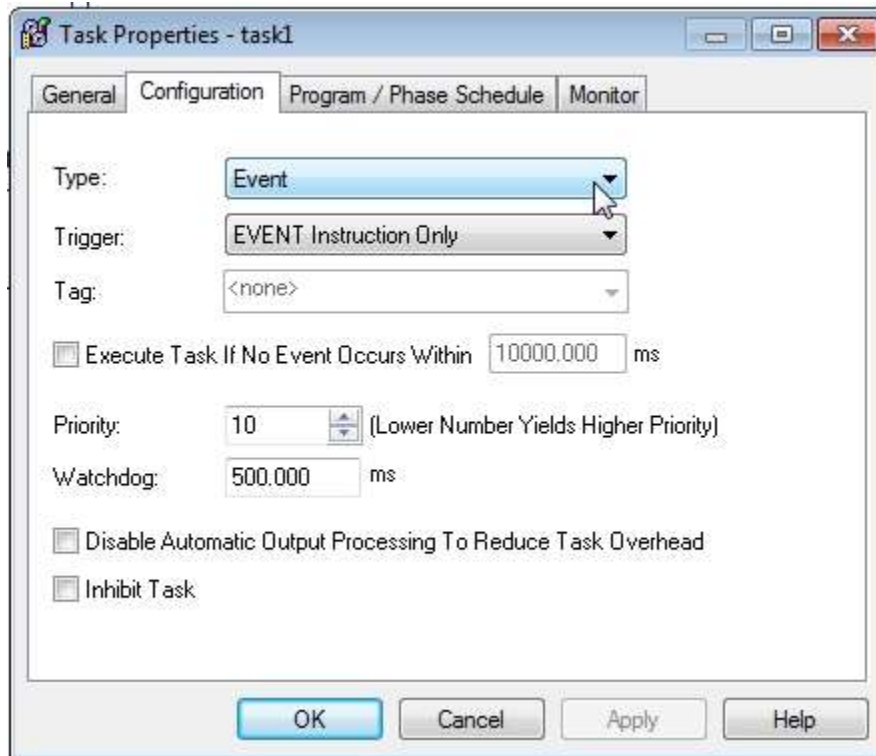 Task Properties - task1
General Configuration Program / Phase Schedule Monitor
Type: Event
Trigger: EVENT Instruction Only
Tag: <none>
Execute Task If No Event Occurs Within 10000.000 ms
Priority: 10 (Lower Number Yields Higher Priority)
Watchdog: 500.000 ms
Disable Automatic Output Processing To Reduce Task Overhead
Inhibit Task
OK Cancel Apply Help